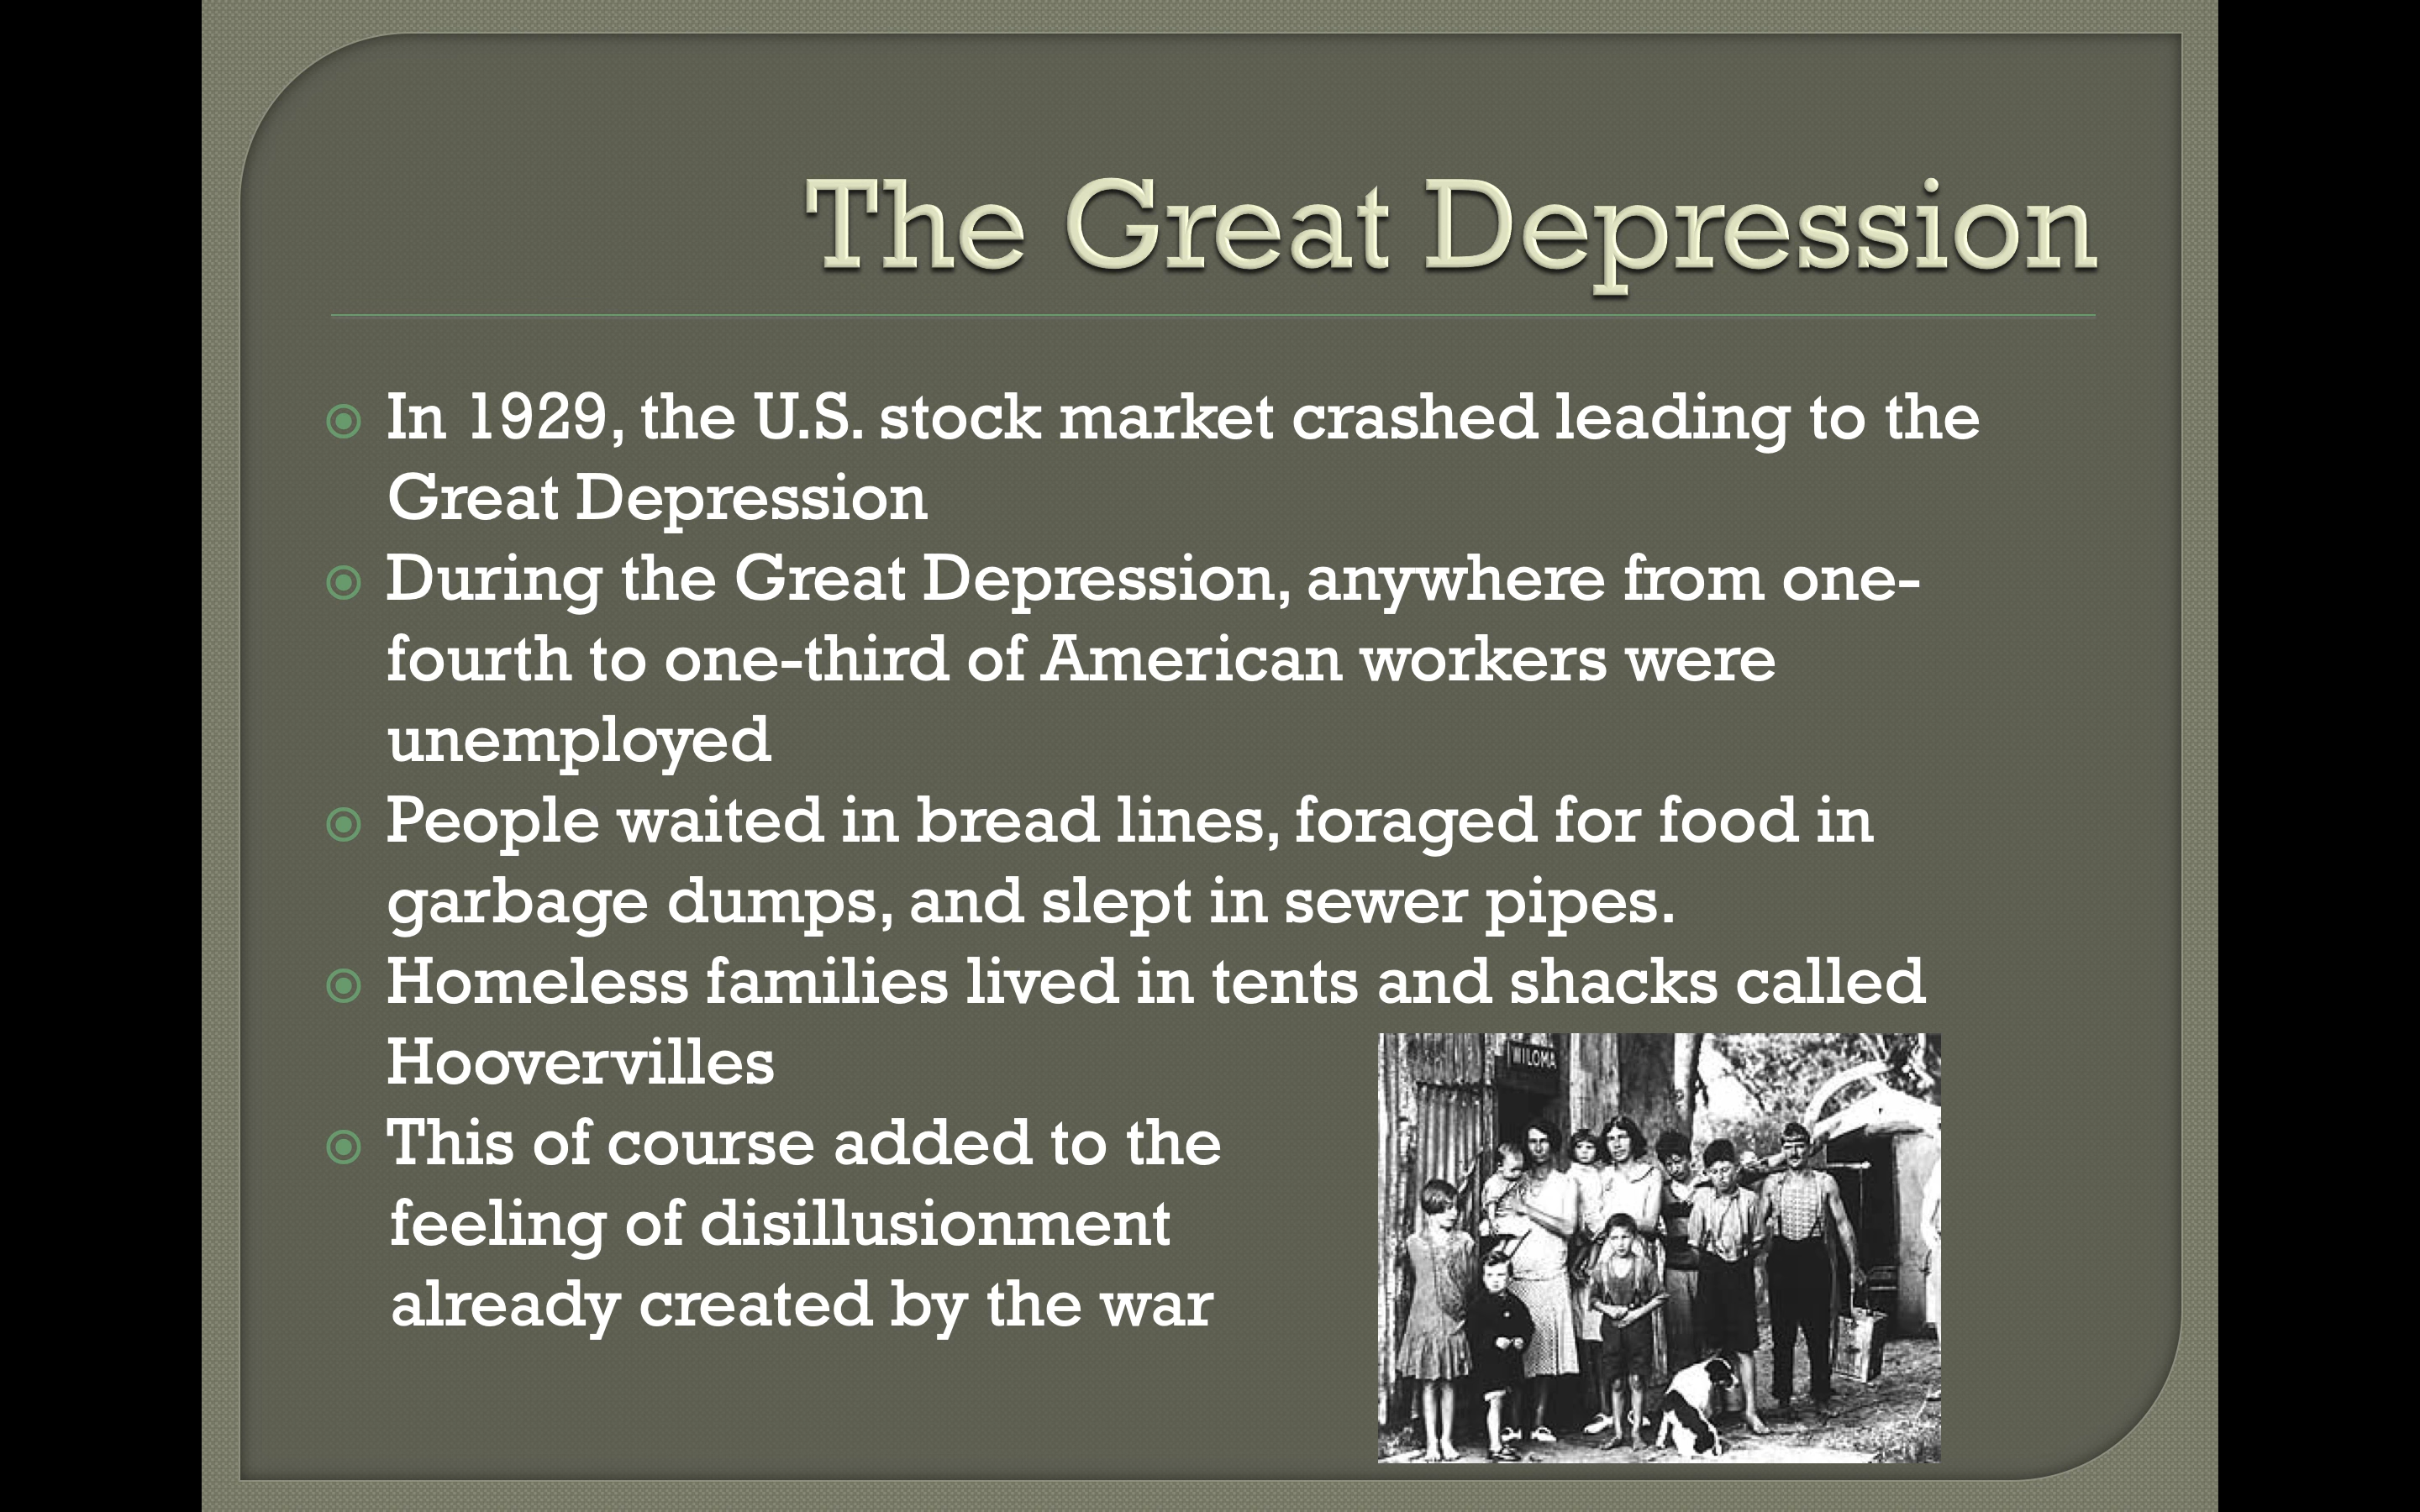 The Great Depression
In 1929, the U.S. stock market crashed leading to the
Great Depression
During the Great Depression, anywhere from one-
fourth to one-third of American workers were
unemployed
People waited in bread lines, foraged for food in
garbage dumps, and slept in sewer pipes.
Homeless families lived in tents and shacks called
Hoovervilles
WILOMA
This of course added to the
feeling of disillusionment
already created by the war